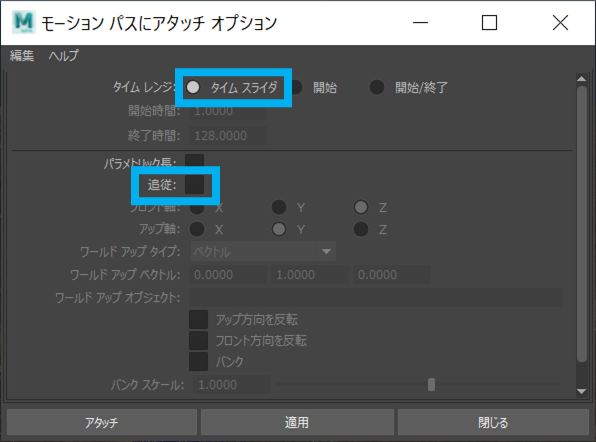 モーション パスにアタッチ オプション
編集 ヘルプ
タイム レンジ: タイム スライダ 開始 開始/終了
開始時間: 1.0000
終了時間: 128.0000
パラメトリック長:
追従:
フロント軸: X Y Z
アップ軸: X Y Z
ワールド アップ タイプ: ベクトル
ワールド アップ ベクトル: 0.0000 1.0000 0.0000
ワールド アップ オブジェクト:
アップ方向を反転
フロント方向を反転
バンク
バンク スケール: 1.0000
アタッチ 適用 閉じる